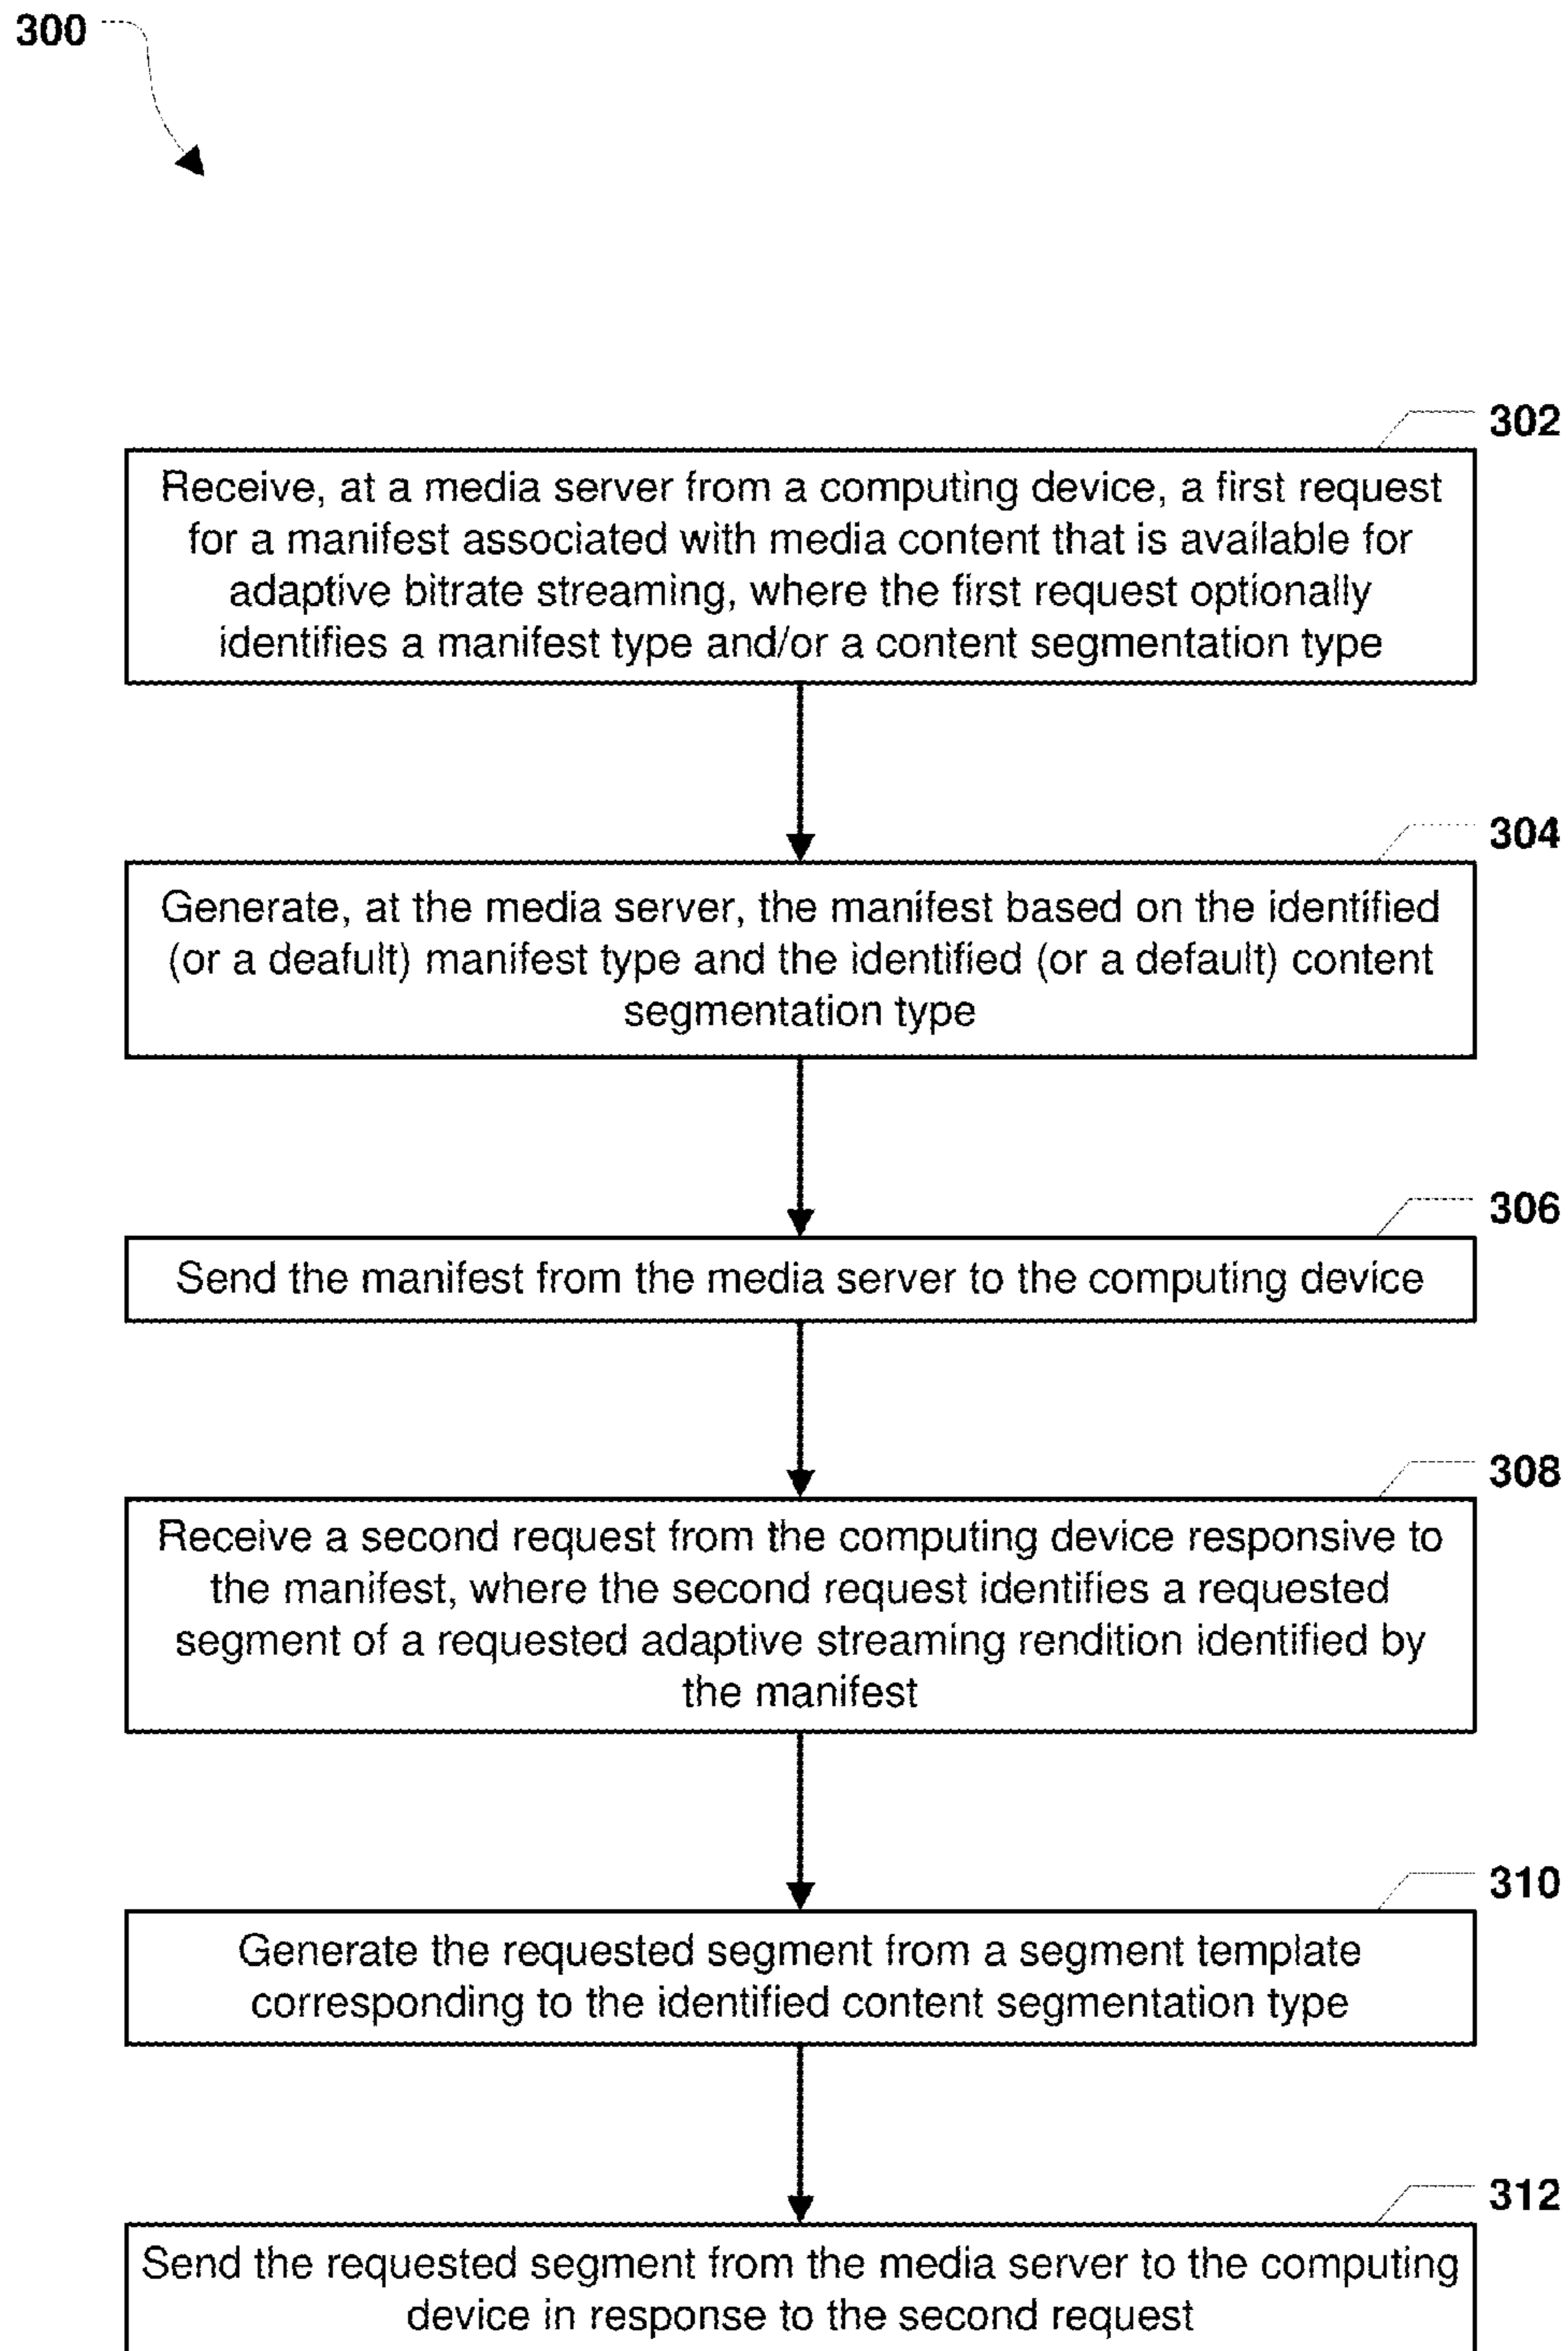 300
302
Receive, at a media server from a computing device, a first request
for a manifest associated with media content that is available for
adaptive bitrate streaming, where the first request optionally
identifies a manifest type and/or a content segmentation type
304
Generate, at the media server, the manifest based on the identified
(or a deafult) manifest type and the identified (or a default) content
segmentation type
306
Send the manifest from the media server to the computing device
308
Receive a second request from the computing device responsive to
the manifest, where the second request identifies a requested
segment of a requested adaptive streaming rendition identified by
the manifest
310
Generate the requested segment from a segment template
corresponding to the identified content segmentation type
312
Send the requested segment from the media server to the computing
device in response to the second request